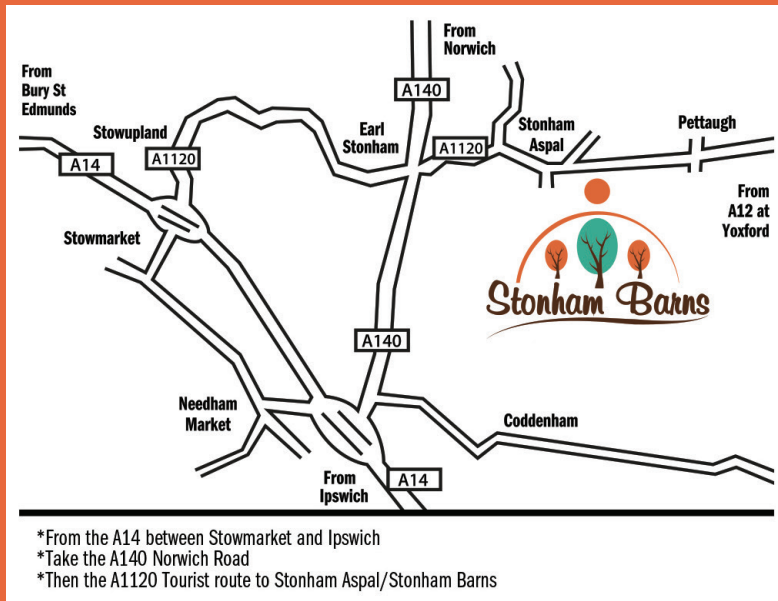 From
Norwich
From
Bury St
Edmunds
A140
Stowupland
Earl
Stonham
Stonham
Aspal
Pettaugh
A14
A1120
A1120
From
A12 at
Yoxford
Stowmarket
Stonham Barns
A140
Needham
Market
Coddenham
From
Ipswich
A14
*From the A14 between Stowmarket and Ipswich
*Take the A140 Norwich Road
*Then the A1120 Tourist route to Stonham Aspal/Stonham Barns